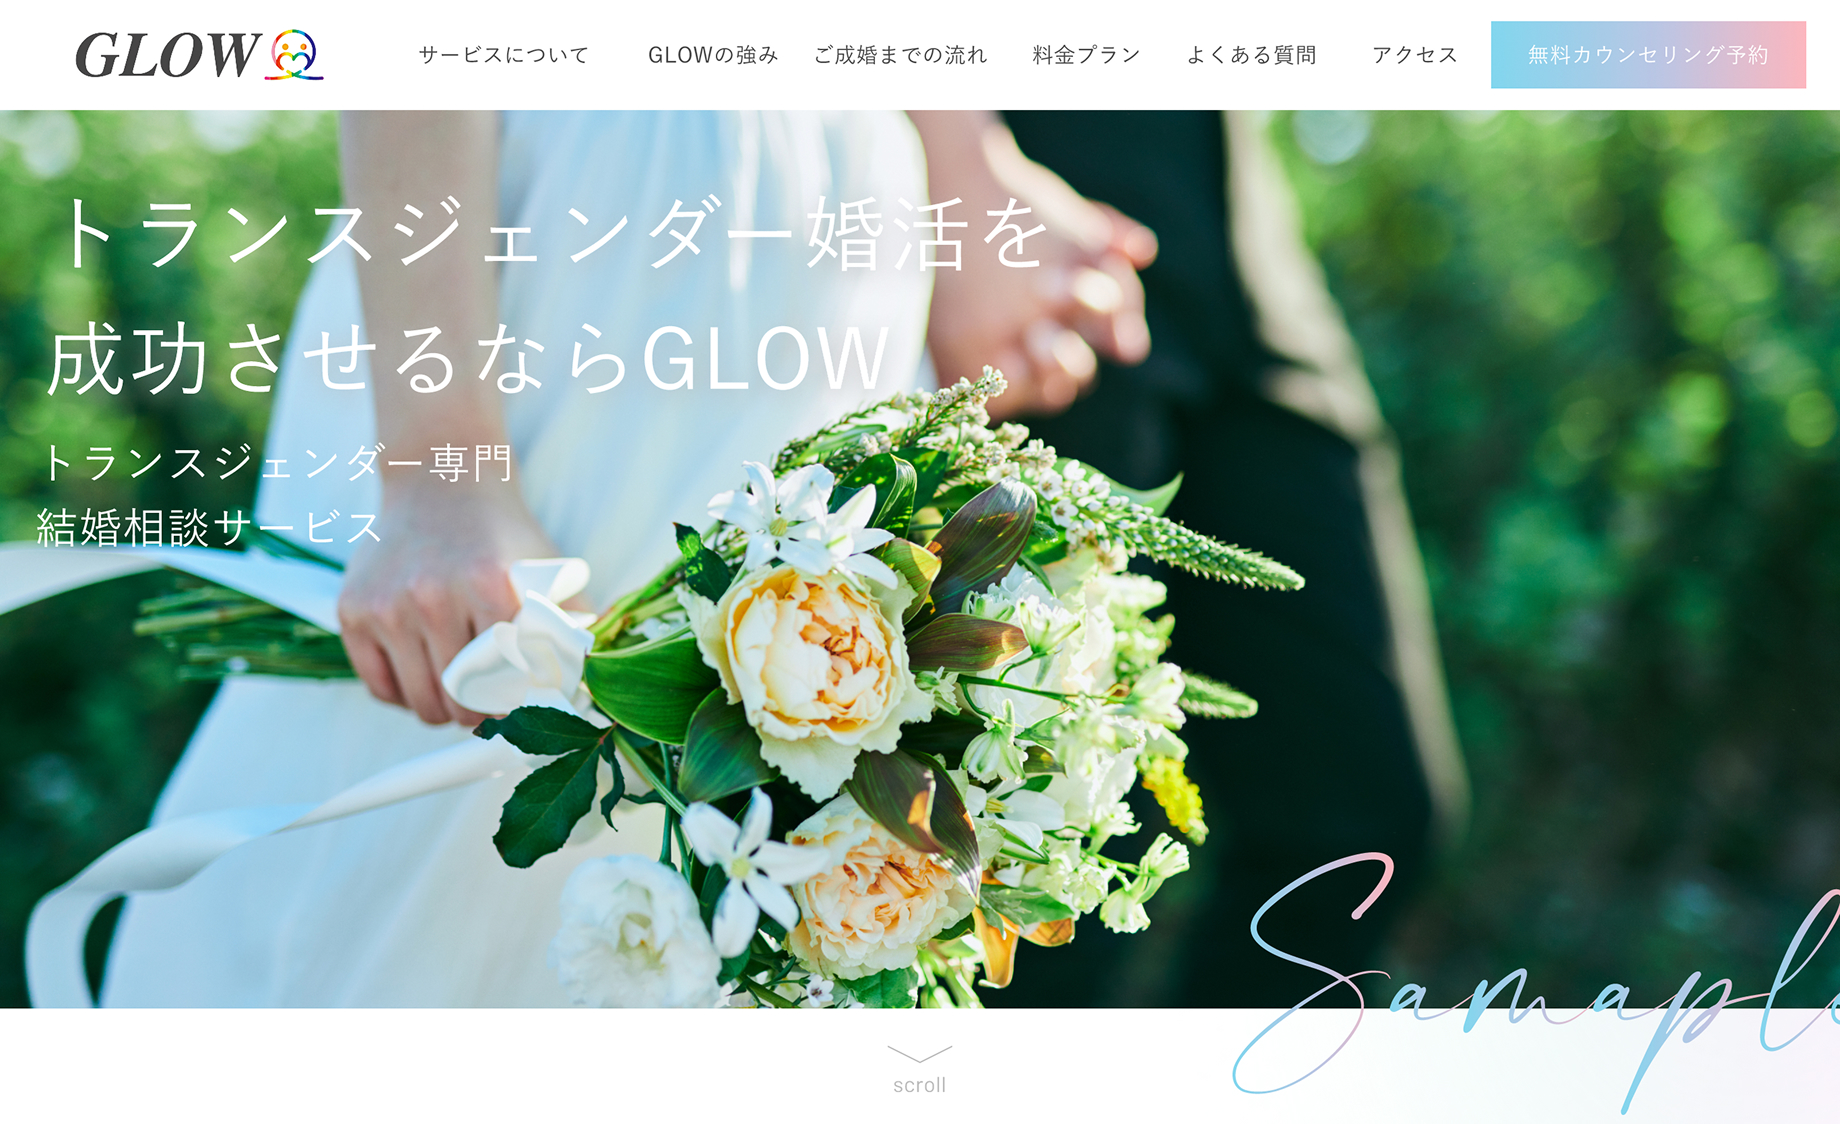 GLOW
サービスについて
GLOWの強み
ご成婚までの流れ
料金プラン
よくある質問
アクセス
無料カウンセリング予約
トランスジェンダー婚活を
成功させるならGLOW
トランスジェンダー専門
結婚相談サービス
Samaple
scroll